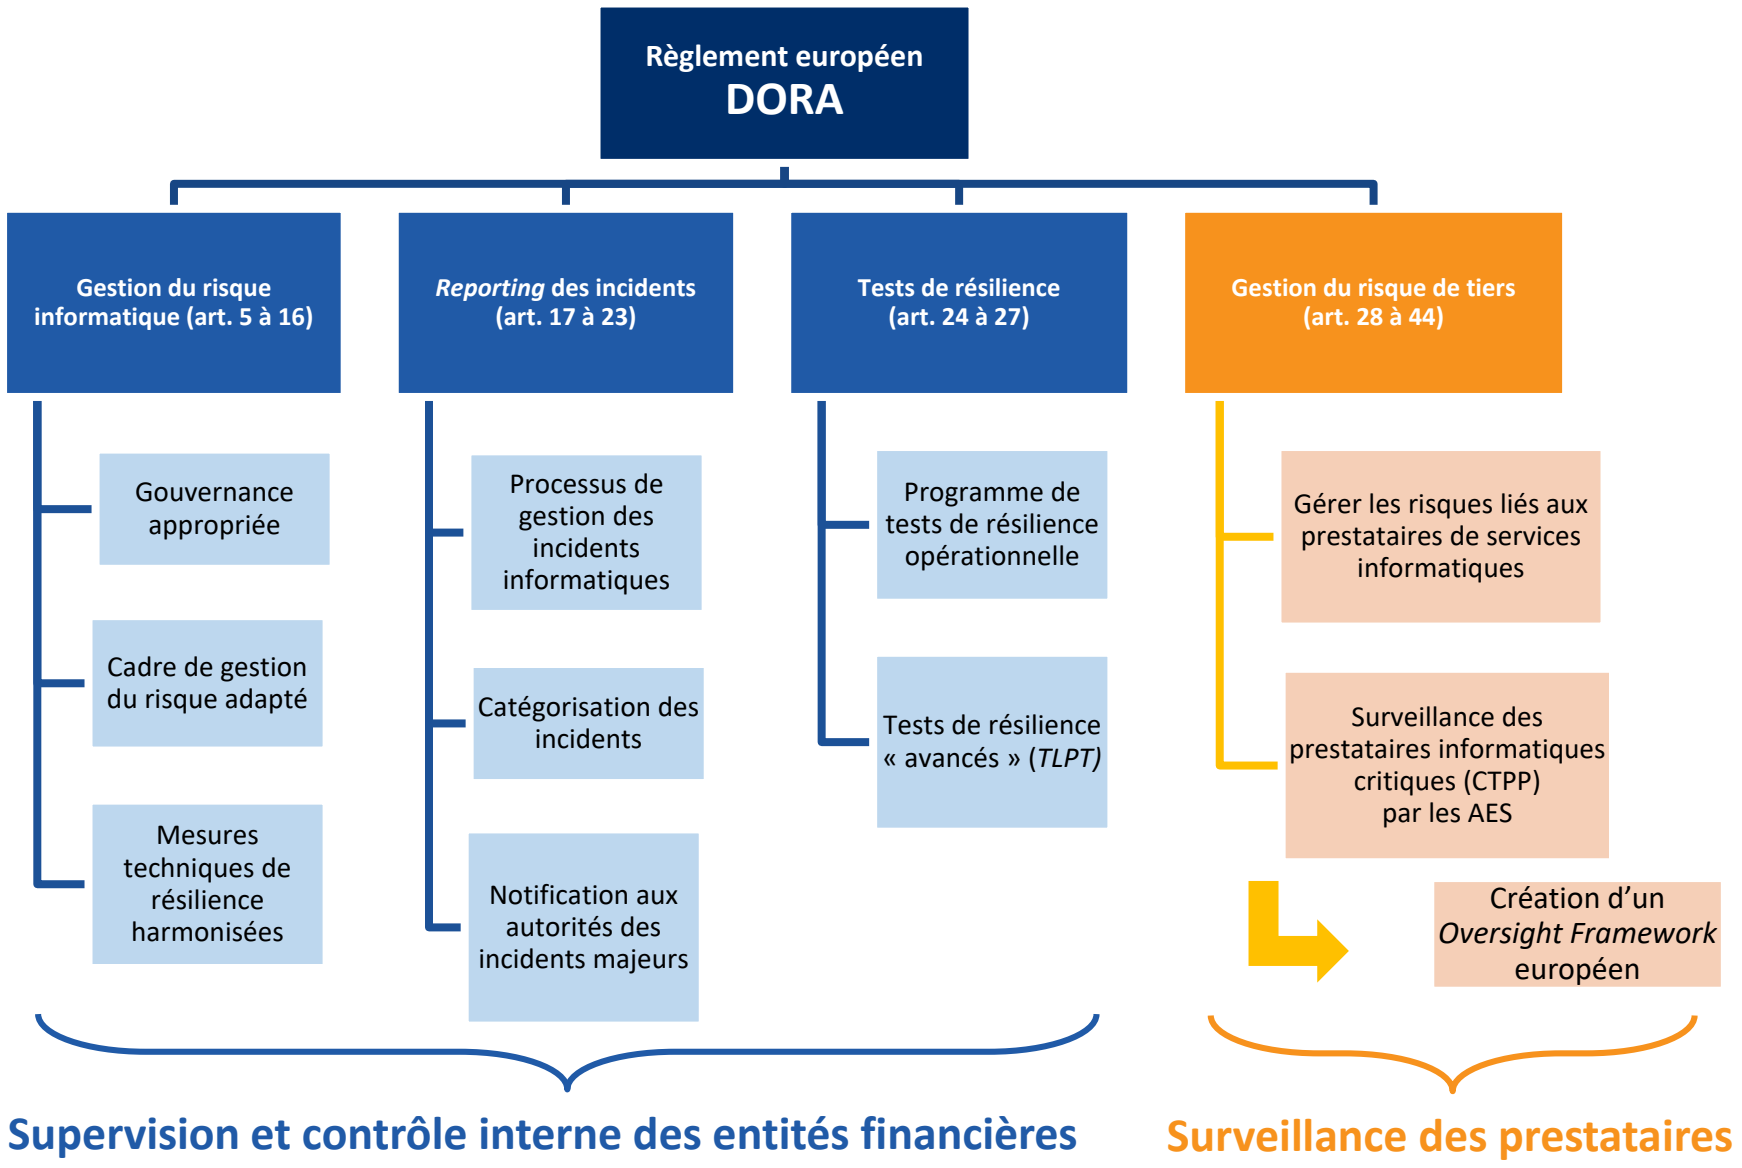 Règlement européen
DORA
Gestion du risque
informatique (art. 5 à 16)
Reporting des incidents
(art. 17 à 23)
Tests de résilience
(art. 24 à 27)
Gestion du risque de tiers
(art. 28 à 44)
Gouvernance
appropriée
Cadre de gestion
du risque adapté
Mesures
techniques de
résilience
harmonisées
Processus de
gestion des
incidents
informatiques
Catégorisation des
incidents
Notification aux
autorités des
incidents majeurs
Programme de
tests de résilience
opérationnelle
Tests de résilience
« avancés » (TLPT)
Gérer les risques liés aux
prestataires de services
informatiques
Surveillance des
prestataires informatiques
critiques (CTPP)
par les AES
Création d’un
Oversight Framework
européen
Supervision et contrôle interne des entités financières
Surveillance des prestataires